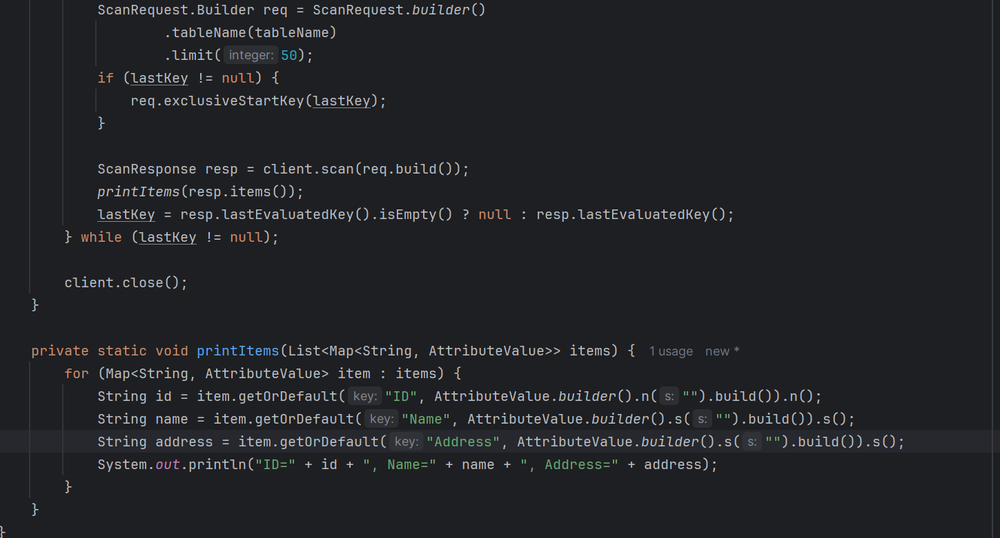 ScanRequest.Builder req = ScanRequest.builder()
.tableName(tableName)
.limit( integer: 50);
if (lastKey != null) {
req.exclusiveStartKey(lastKey);
}
ScanResponse resp = client.scan(req.build());
printItems(resp.items());
lastKey = resp.lastEvaluatedKey().isEmpty() ? null : resp.lastEvaluatedKey();
} while (lastKey != null);
client.close();
}
private static void printItems(List<Map<String, AttributeValue>> items) { 1 usage new *
for (Map<String, AttributeValue> item : items) {
String id = item.getOrDefault( key: "ID", AttributeValue.builder().n( s: "").build()).n();
String name = item.getOrDefault( key: "Name", AttributeValue.builder().s( s: "").build()).s();
String address = item.getOrDefault( key: "Address", AttributeValue.builder().s( s: "").build()).s();
System.out.println("ID=" + id + ", Name=" + name + ", Address=" + address);
}
}
}